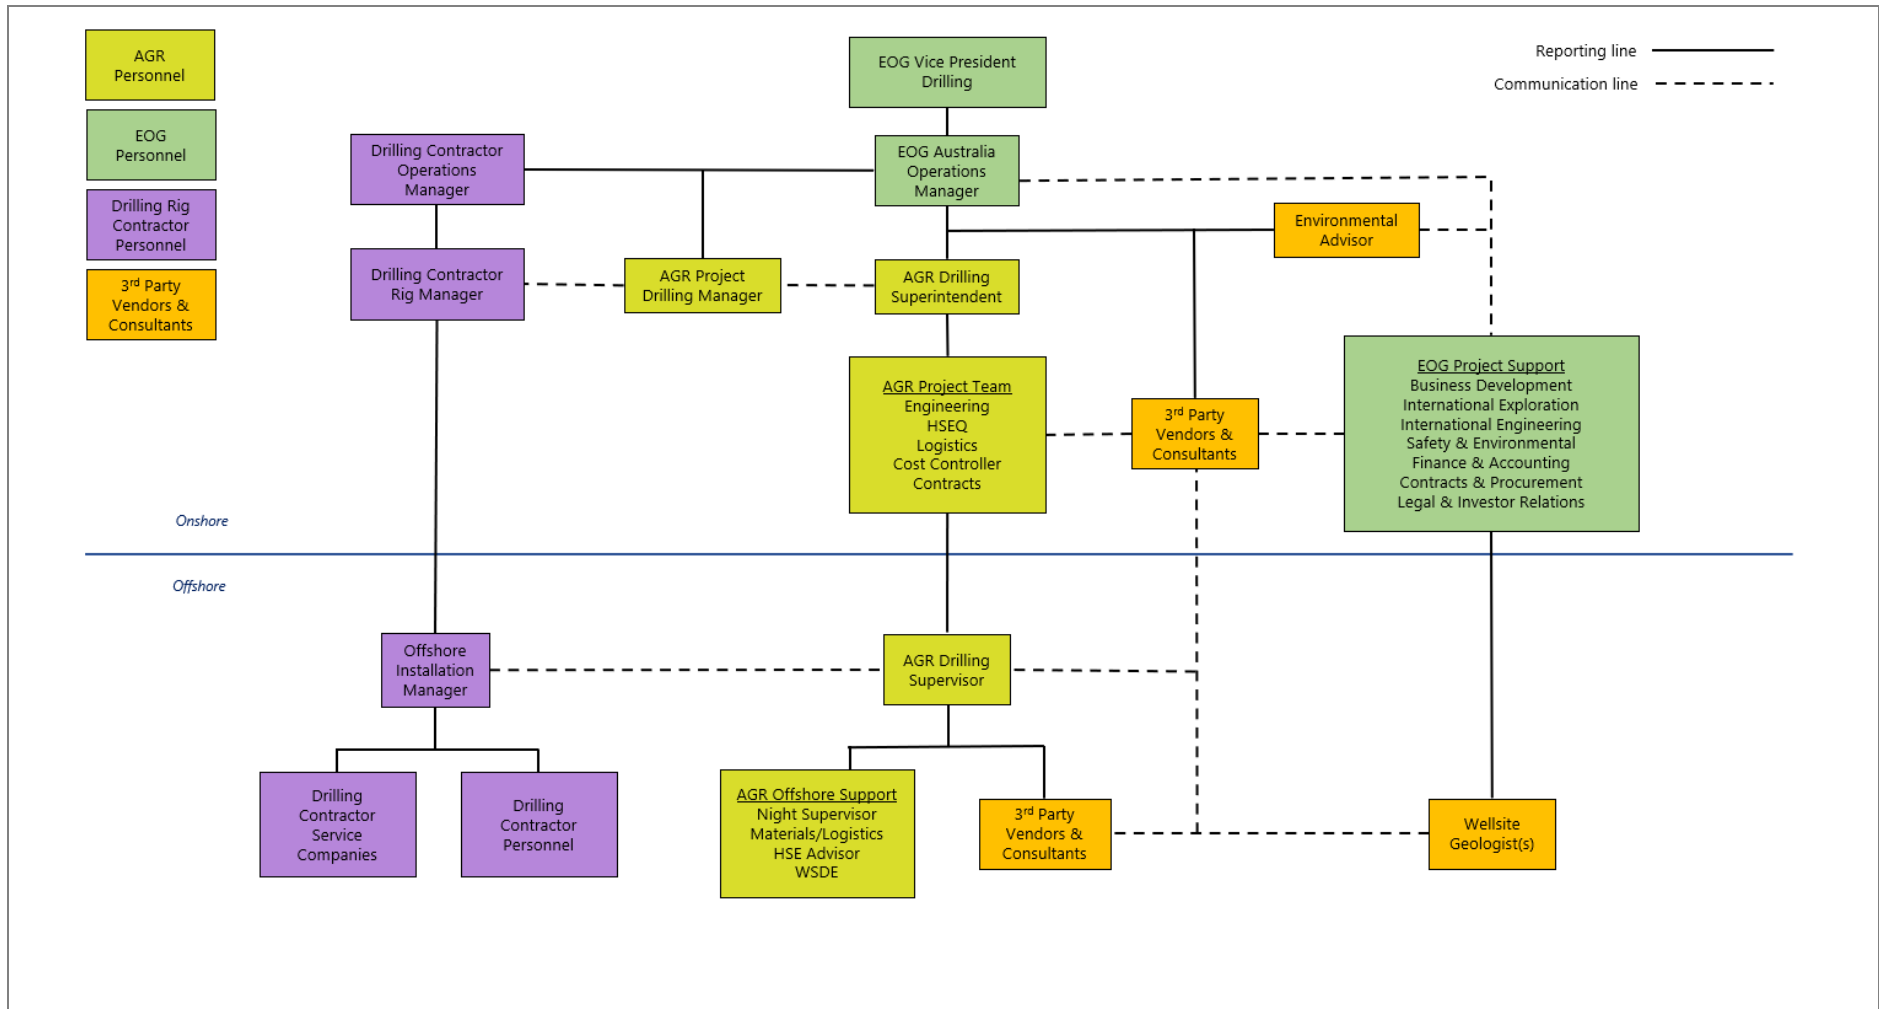 AGR
Personnel
EOG
Personnel
Drilling Rig
Contractor
Personnel
3rd Party
Vendors &
Consultants
EOG Vice President
Drilling
Reporting line
Communication line
Drilling Contractor
Operations
Manager
EOG Australia
Operations
Manager
Environmental
Advisor
Drilling Contractor
Rig Manager
AGR Project
Drilling Manager
AGR Drilling
Superintendent
AGR Project Team
Engineering
HSEQ
Logistics
Cost Controller
Contracts
3rd Party
Vendors &
Consultants
EOG Project Support
Business Development
International Exploration
International Engineering
Safety & Environmental
Finance & Accounting
Contracts & Procurement
Legal & Investor Relations
Onshore
Offshore
Offshore
Installation
Manager
AGR Drilling
Supervisor
Drilling
Contractor
Service
Companies
Drilling
Contractor
Personnel
AGR Offshore Support
Night Supervisor
Materials/Logistics
HSE Advisor
WSDE
3rd Party
Vendors &
Consultants
Wellsite
Geologist(s)